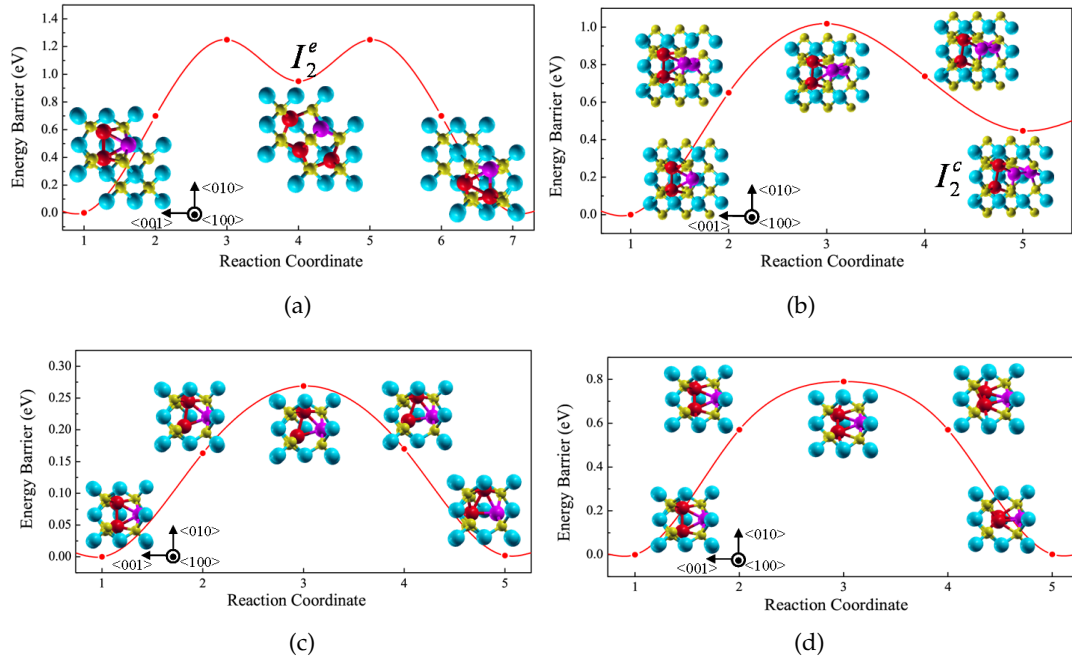 1.4
1.2
1.0
0.8
0.6
0.4
0.2
0.0
Energy Barrier (eV)
I₂ᵉ
<010>
<001>
<100>
1 2 3 4 5 6 7
Reaction Coordinate
(a)
1.0
0.8
0.6
0.4
0.2
0.0
Energy Barrier (eV)
I₂ᶜ
<010>
<001>
<100>
1 2 3 4 5
Reaction Coordinate
(b)
0.30
0.25
0.20
0.15
0.10
0.05
0.00
Energy Barrier (eV)
<010>
<001>
<100>
1 2 3 4 5
Reaction Coordinate
(c)
0.8
0.6
0.4
0.2
0.0
Energy Barrier (eV)
<010>
<001>
<100>
1 2 3 4 5
Reaction Coordinate
(d)